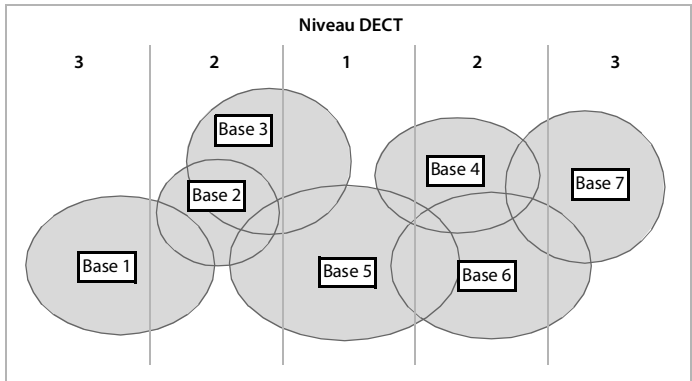 Niveau DECT
3 2 1 2 3
Base 3
Base 4
Base 2
Base 7
Base 1
Base 5
Base 6